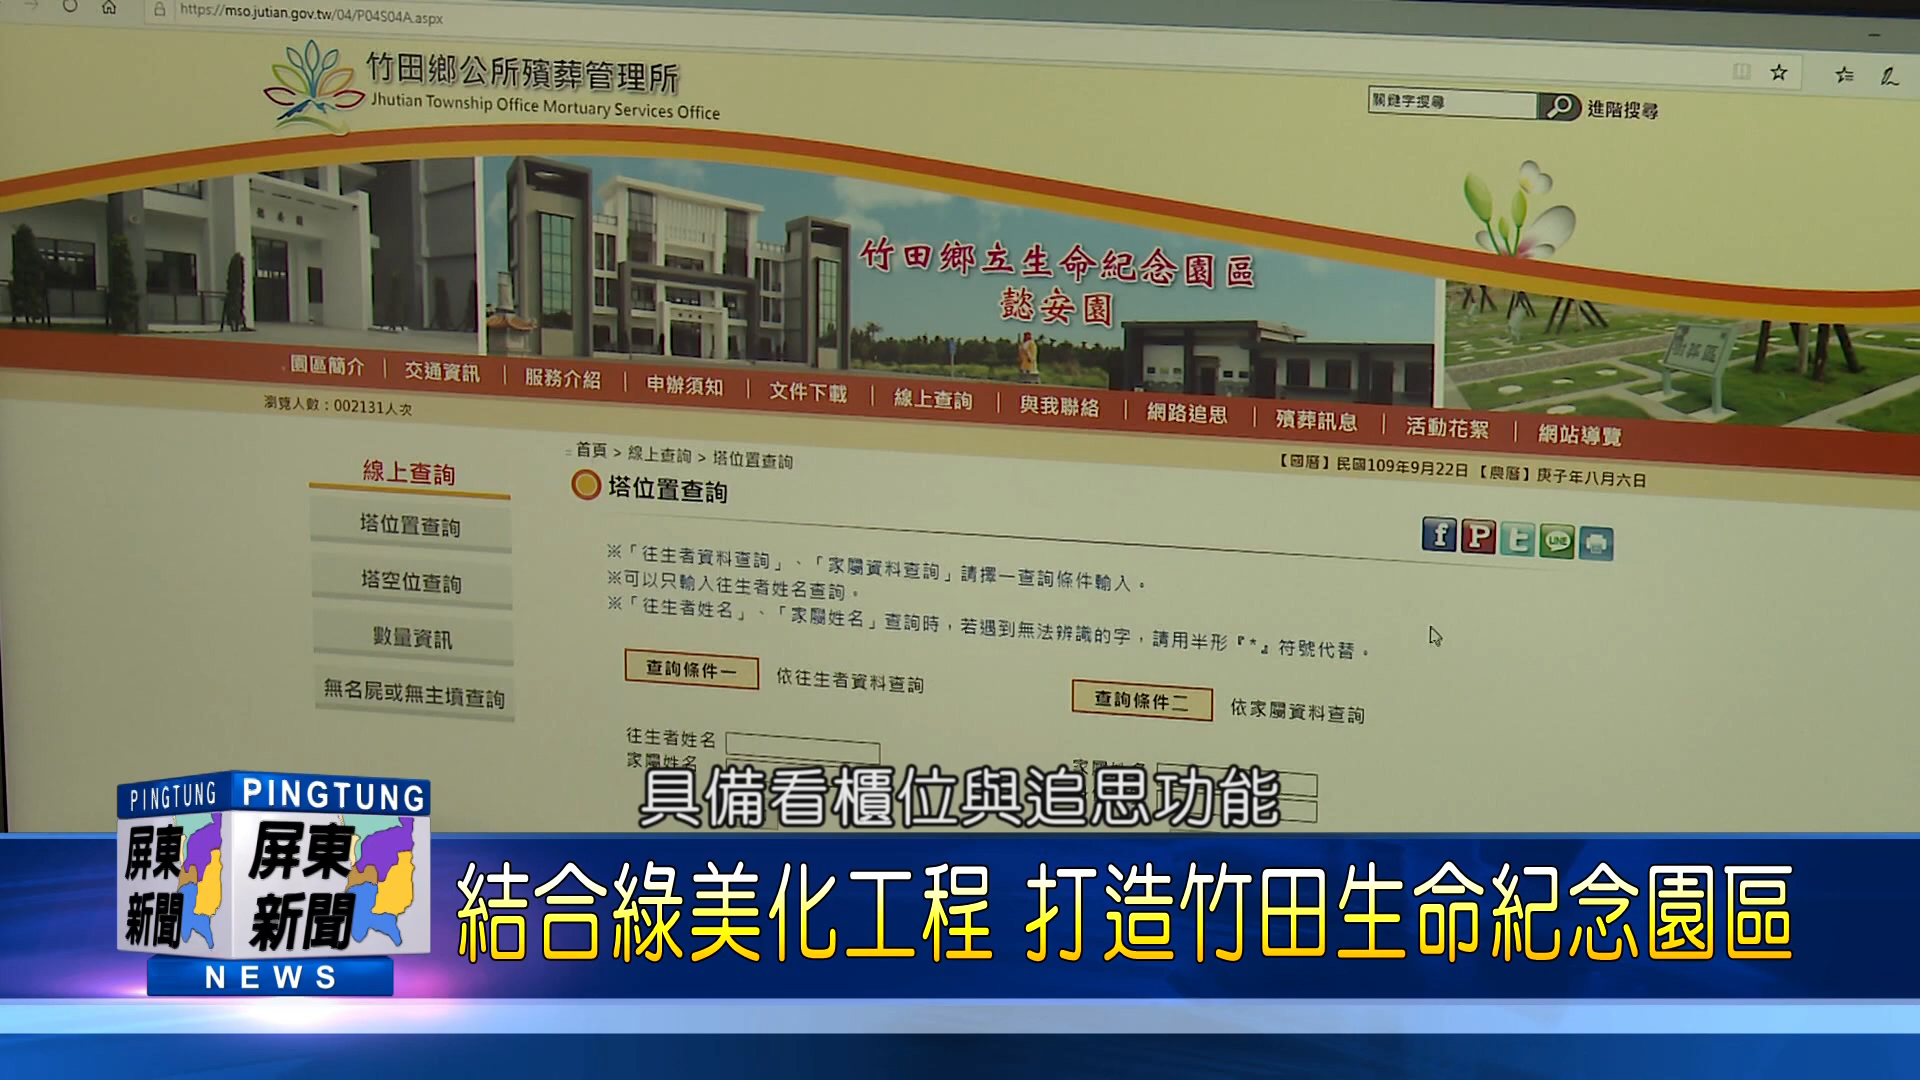 https://mso.jutian.gov.tw/04/P04S04A.aspx
竹田鄉公所殯葬管理所
Jhutian Township Office Mortuary Services Office
關鍵字搜尋
進階搜尋
懿安園
竹田鄉立生命紀念園區
懿安園
樹葬區
園區簡介 | 交通資訊 | 服務介紹 | 申辦須知 | 文件下載 | 線上查詢 | 與我聯絡 | 網路追思 | 殯葬訊息 | 活動花絮 | 網站導覽
瀏覽人數：002131人次
【國曆】民國109年9月22日【農曆】庚子年八月六日
首頁 > 線上查詢 > 塔位置查詢
線上查詢
塔位置查詢
塔空位查詢
數量資訊
無名屍或無主墳查詢
塔位置查詢
f P t LINE
※「往生者資料查詢」、「家屬資料查詢」請擇一查詢條件輸入。
※可以只輸入往生者姓名查詢。
※「往生者姓名」、「家屬姓名」查詢時，若遇到無法辨識的字，請用半形『*』符號代替。
查詢條件一 依往生者資料查詢
查詢條件二 依家屬資料查詢
往生者姓名
家屬姓名
家屬姓名
具備看櫃位與追思功能
PINGTUNG PINGTUNG
屏東新聞 屏東新聞
NEWS
結合綠美化工程 打造竹田生命紀念園區